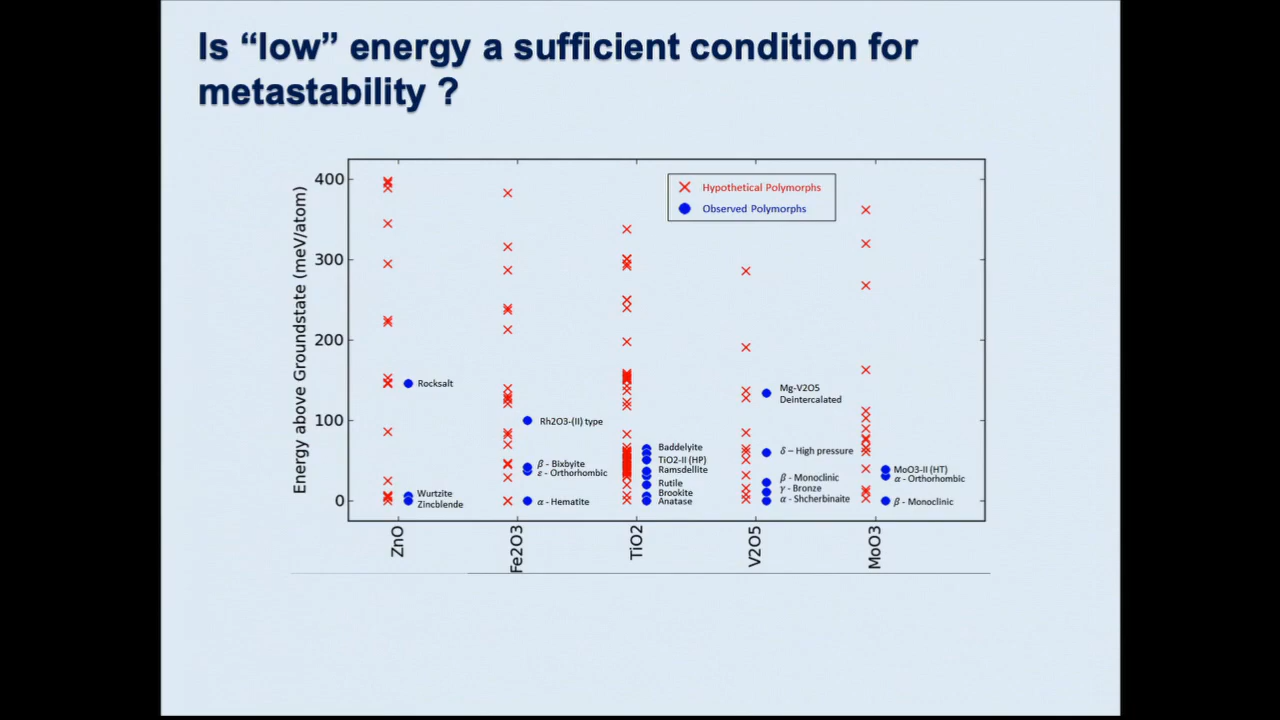 Is “low” energy a sufficient condition for
metastability ?
Energy above Groundstate (meV/atom)
400
300
200
100
0
Hypothetical Polymorphs
Observed Polymorphs
Rocksalt
Wurtzite
Zincblende
Rh2O3-(II) type
β - Bixbyite
ε - Orthorhombic
α - Hematite
Baddelyite
TiO2-II (HP)
Ramsdellite
Rutile
Brookite
Anatase
Mg-V2O5
Deintercalated
δ – High pressure
β - Monoclinic
γ - Bronze
α - Shcherbinaite
MoO3-II (HT)
α - Orthorhombic
β - Monoclinic
ZnO
Fe2O3
TiO2
V2O5
MoO3